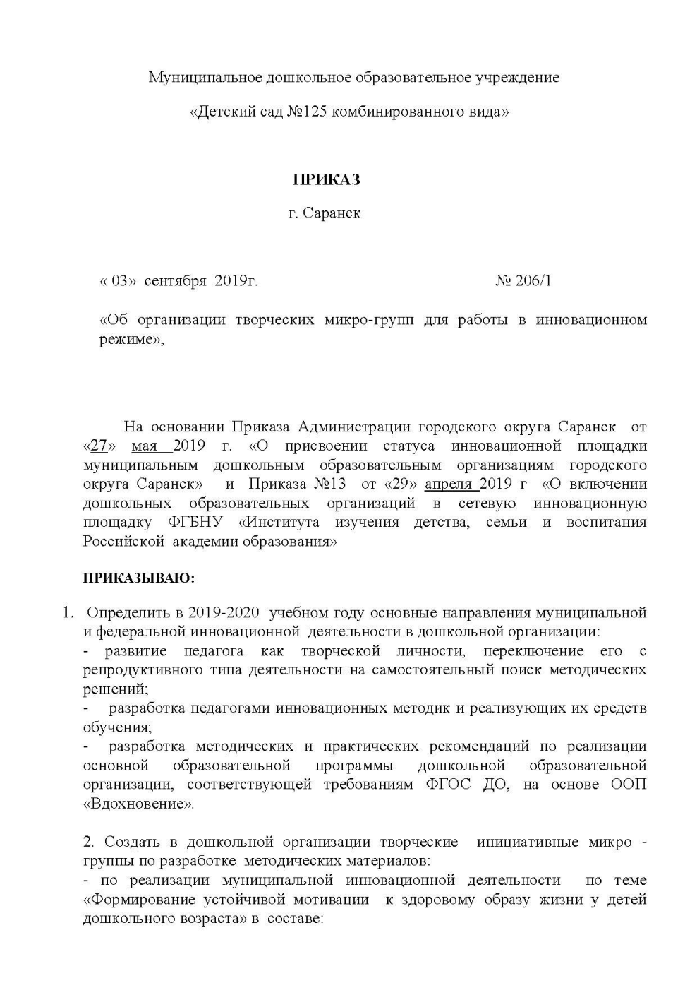 Муниципальное дошкольное образовательное учреждение
«Детский сад №125 комбинированного вида»
ПРИКАЗ
г. Саранск
« 03» сентября 2019г. № 206/1
«Об организации творческих микро-групп для работы в инновационном
режиме»,
На основании Приказа Администрации городского округа Саранск от
«27» мая 2019 г. «О присвоении статуса инновационной площадки
муниципальным дошкольным образовательным организациям городского
округа Саранск» и Приказа №13 от «29» апреля 2019 г «О включении
дошкольных образовательных организаций в сетевую инновационную
площадку ФГБНУ «Института изучения детства, семьи и воспитания
Российской академии образования»
ПРИКАЗЫВАЮ:
1. Определить в 2019-2020 учебном году основные направления муниципальной
и федеральной инновационной деятельности в дошкольной организации:
- развитие педагога как творческой личности, переключение его с
репродуктивного типа деятельности на самостоятельный поиск методических
решений;
- разработка педагогами инновационных методик и реализующих их средств
обучения;
- разработка методических и практических рекомендаций по реализации
основной образовательной программы дошкольной образовательной
организации, соответствующей требованиям ФГОС ДО, на основе ООП
«Вдохновение».
2. Создать в дошкольной организации творческие инициативные микро -
группы по разработке методических материалов:
- по реализации муниципальной инновационной деятельности по теме
«Формирование устойчивой мотивации к здоровому образу жизни у детей
дошкольного возраста» в составе: